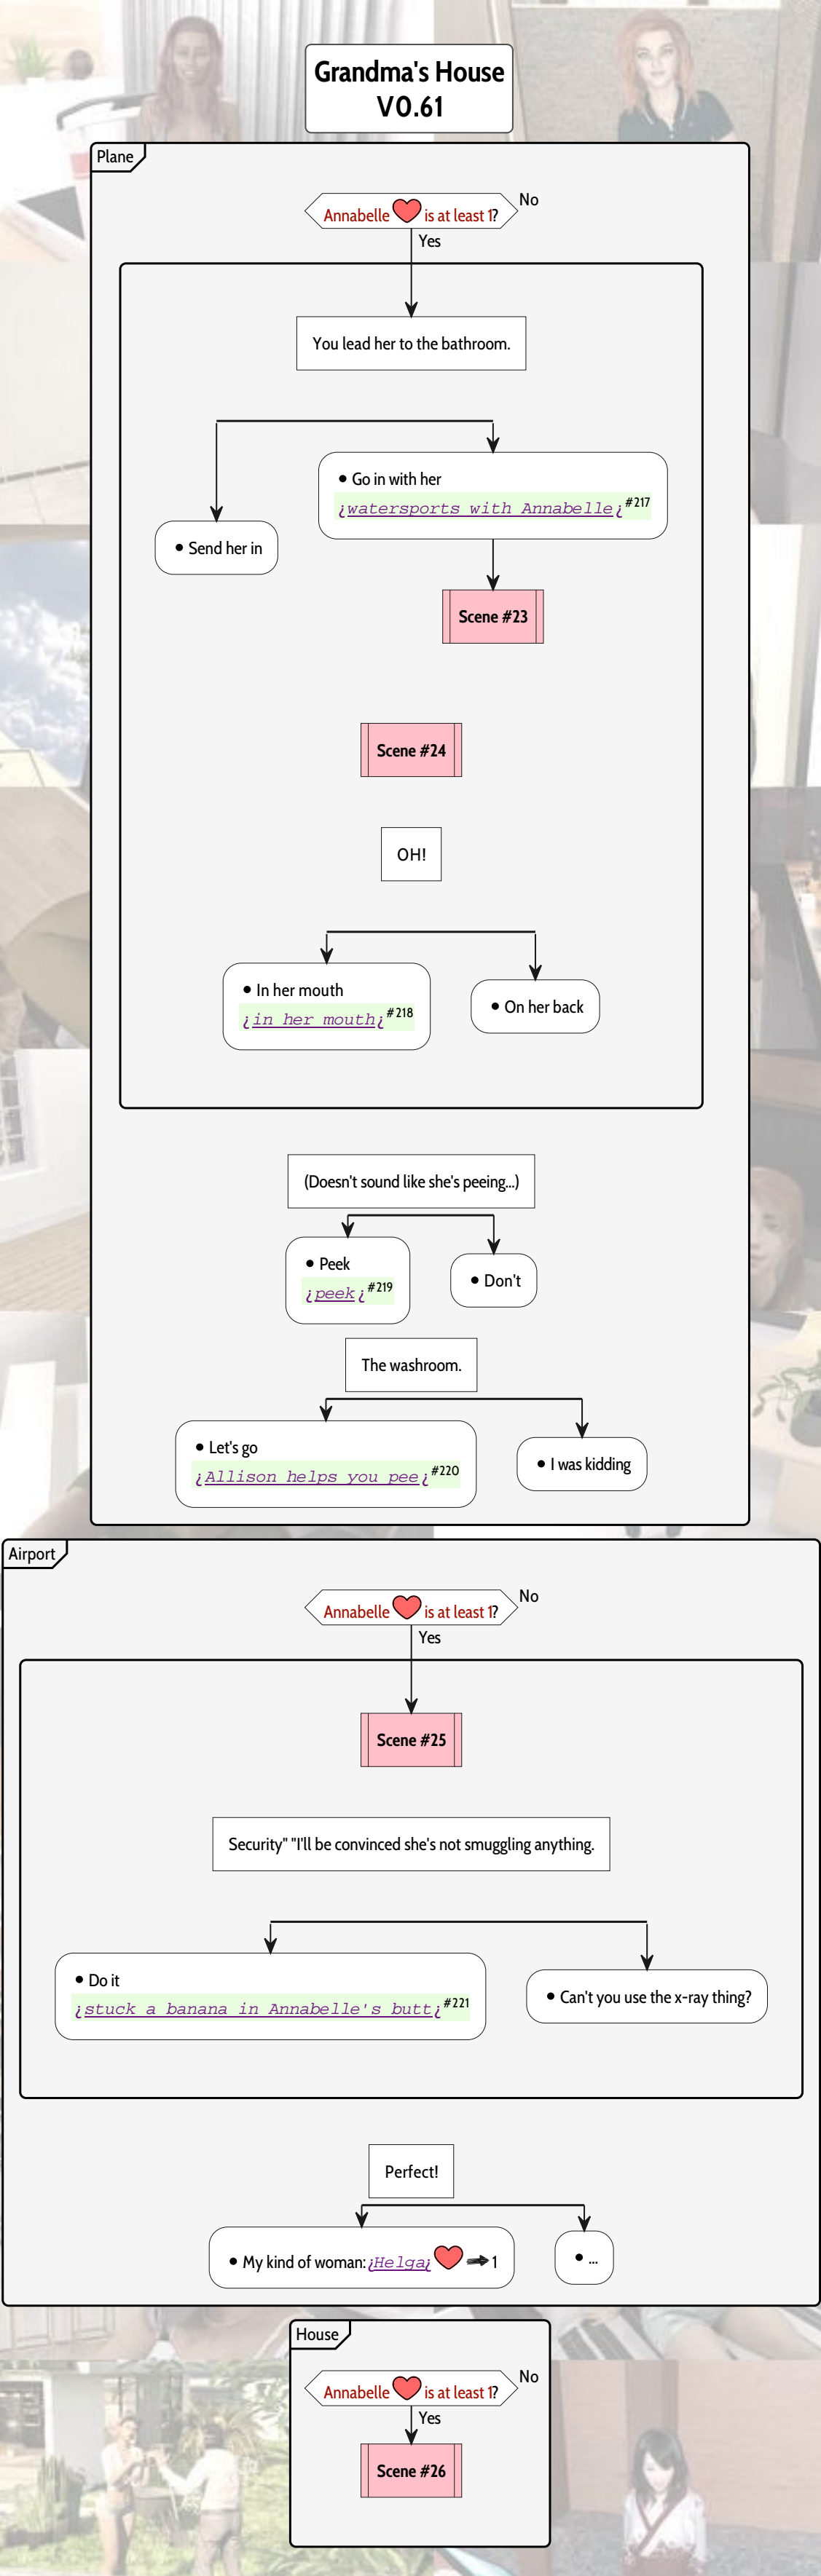 Grandma's House
V0.61
Plane
Annabelle is at least 1?
No
Yes
You lead her to the bathroom.
• Send her in
• Go in with her
¿watersports with Annabelle¿#217
Scene #23
Scene #24
OH!
• In her mouth
¿in her mouth¿#218
• On her back
(Doesn't sound like she's peeing...)
• Peek
¿peek¿#219
• Don't
The washroom.
• Let's go
¿Allison helps you pee¿#220
• I was kidding
Airport
Annabelle is at least 1?
No
Yes
Scene #25
Security" "I'll be convinced she's not smuggling anything.
• Do it
¿stuck a banana in Annabelle's butt¿#221
• Can't you use the x-ray thing?
Perfect!
• My kind of woman:¿Helga¿ ➡ 1
• ...
House
Annabelle is at least 1?
No
Yes
Scene #26